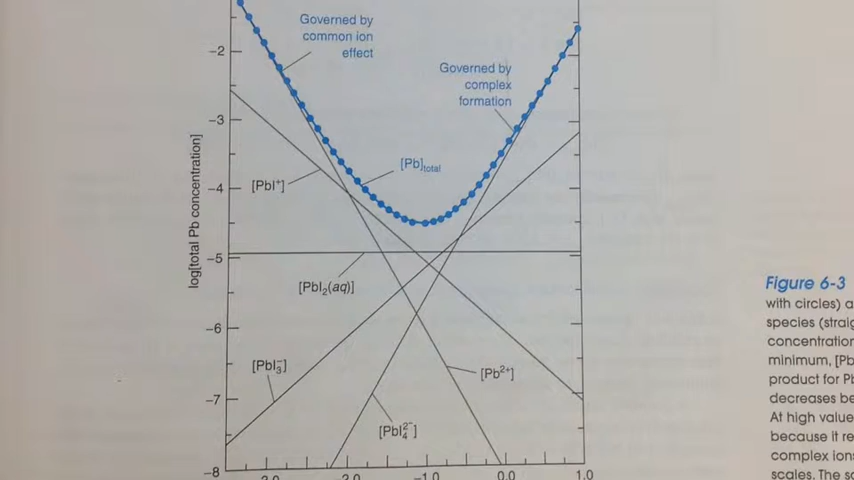 Governed by
common ion
effect
Governed by
complex
formation
−2
−3
−4
−5
−6
−7
−8
log[total Pb concentration]
[Pb]total
[PbI⁺]
[PbI₂(aq)]
[PbI₃⁻]
[Pb²⁺]
[PbI₄²⁻]
−1.0
0.0
1.0
Figure 6-3
with circles) a
species (straig
concentration
minimum, [Pb
product for Pb
decreases be
At high value
because it re
complex ions
scales. The so